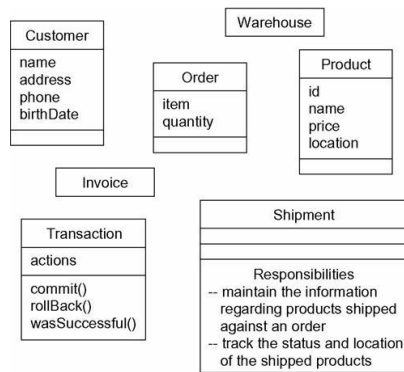 Customer
name
address
phone
birthDate
Warehouse
Order
item
quantity
Product
id
name
price
location
Invoice
Transaction
actions
commit()
rollBack()
wasSuccessful()
Shipment
Responsibilities
-- maintain the information
regarding products shipped
against an order
-- track the status and location
of the shipped products